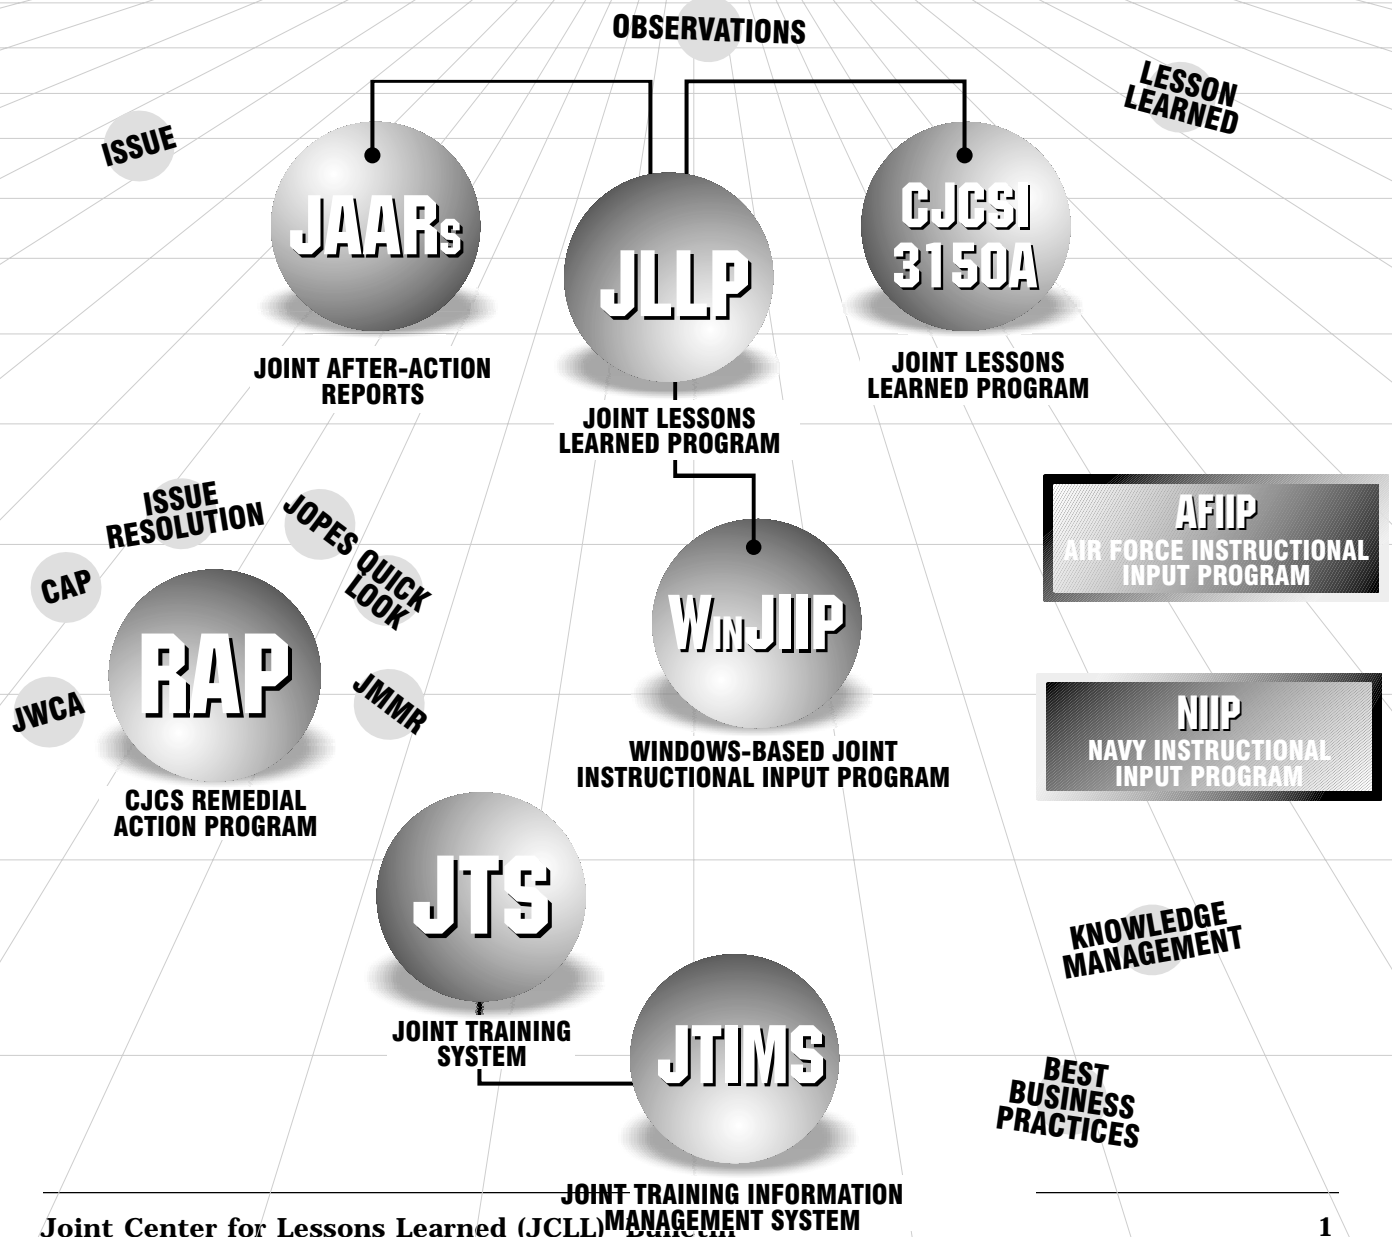 OBSERVATIONS
LESSON
LEARNED
ISSUE
JAARs
JOINT AFTER-ACTION
REPORTS
JLLP
JOINT LESSONS
LEARNED PROGRAM
CJCSI
3150A
JOINT LESSONS
LEARNED PROGRAM
ISSUE
RESOLUTION
JOPES
QUICK
LOOK
CAP
RAP
JWCA
JMMR
CJCS REMEDIAL
ACTION PROGRAM
WINJIIP
WINDOWS-BASED JOINT
INSTRUCTIONAL INPUT PROGRAM
AFIIP
AIR FORCE INSTRUCTIONAL
INPUT PROGRAM
NIIP
NAVY INSTRUCTIONAL
INPUT PROGRAM
JTS
JOINT TRAINING
SYSTEM
JTIMS
JOINT TRAINING INFORMATION
MANAGEMENT SYSTEM
KNOWLEDGE
MANAGEMENT
BEST
BUSINESS
PRACTICES
Joint Center for Lessons Learned (JCLL) Bulletin 1